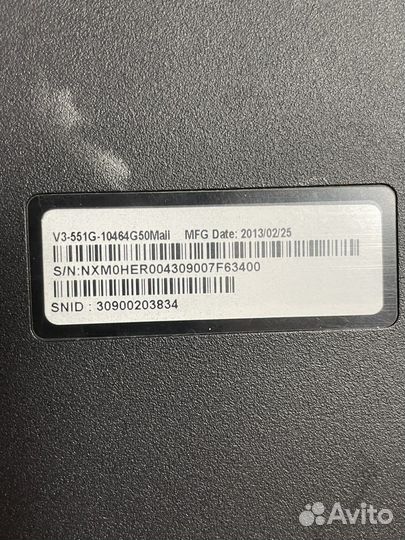 V3-551G-10464G50Maii MFG Date: 2013/02/25
S/N:NXM0HER004309007F63400
SNID : 30900203834
Avito